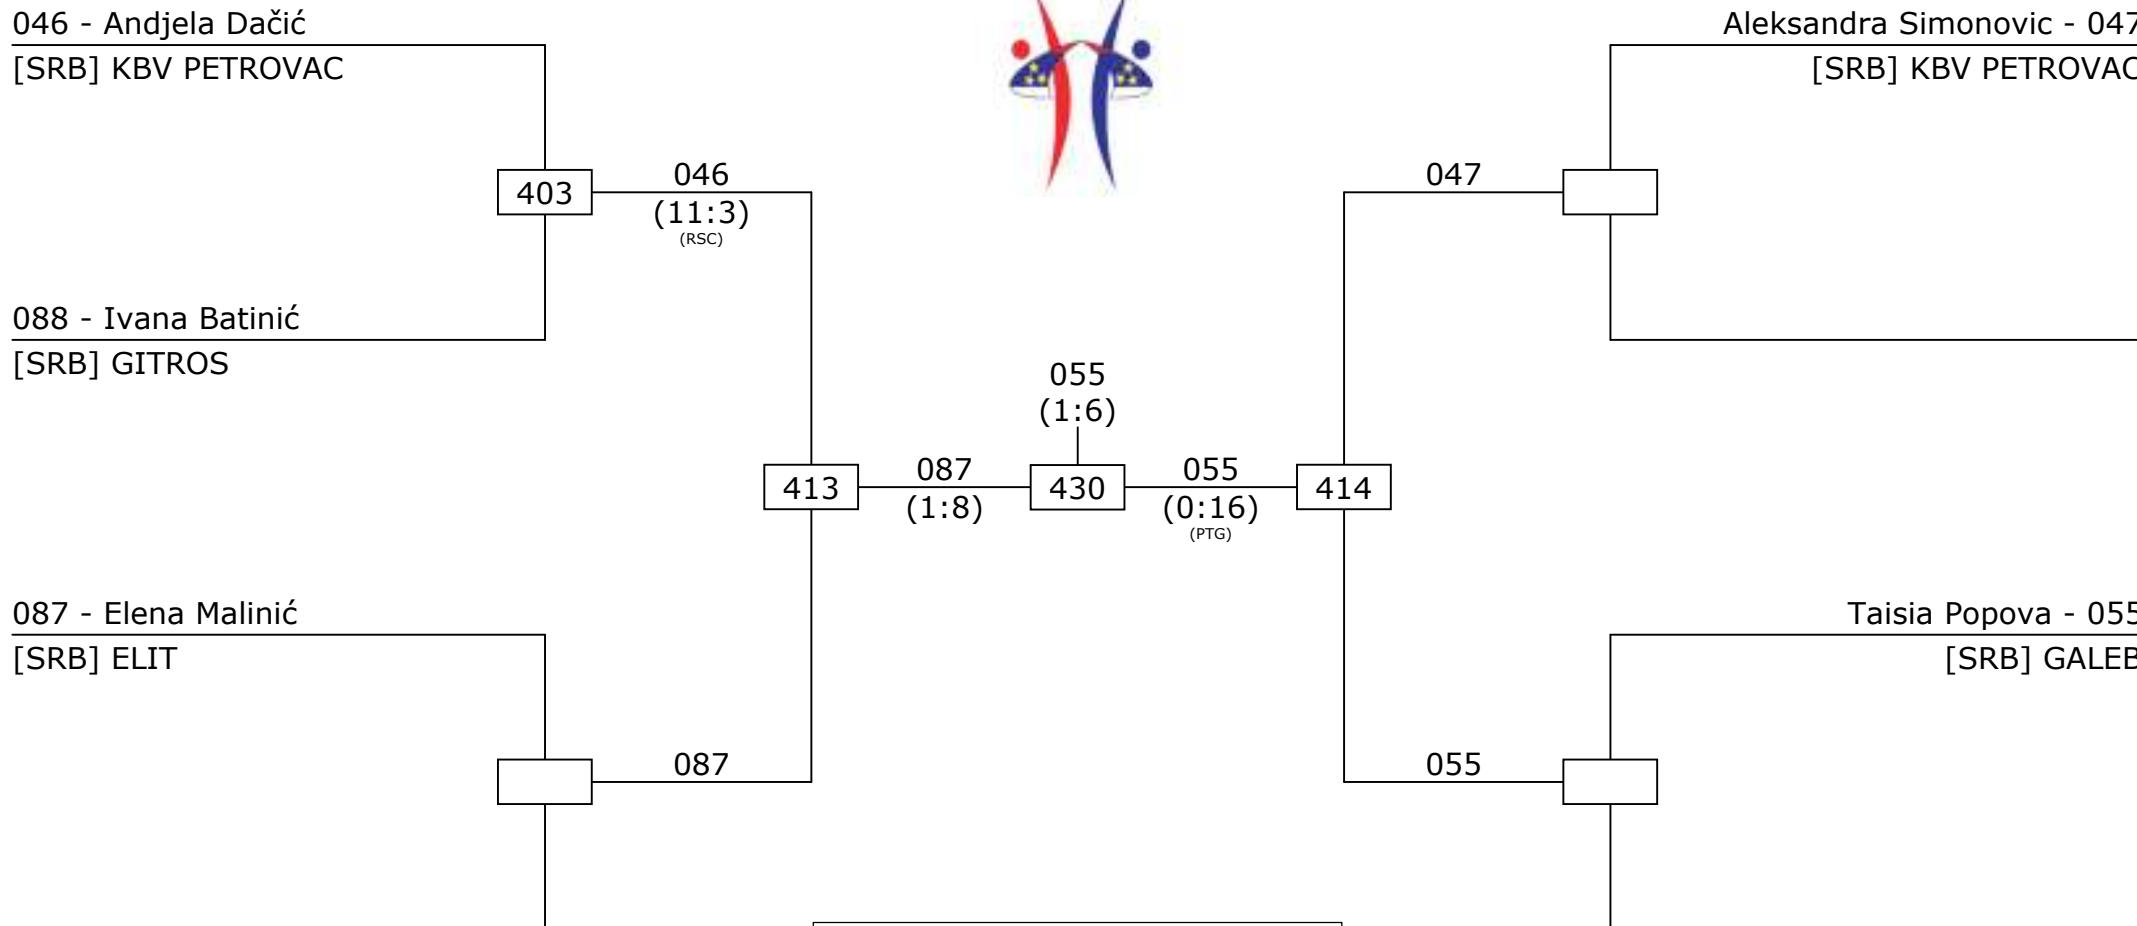 046 - Andjela Dačić
[SRB] KBV PETROVAC
Aleksandra Simonovic - 047
[SRB] KBV PETROVAC
403
046
(11:3)
(RSC)
047
088 - Ivana Batinić
[SRB] GITROS
055
(1:6)
413
087
(1:8)
430
055
(0:16)
(PTG)
414
087 - Elena Malinić
[SRB] ELIT
Taisia Popova - 055
[SRB] GALEB
087
055